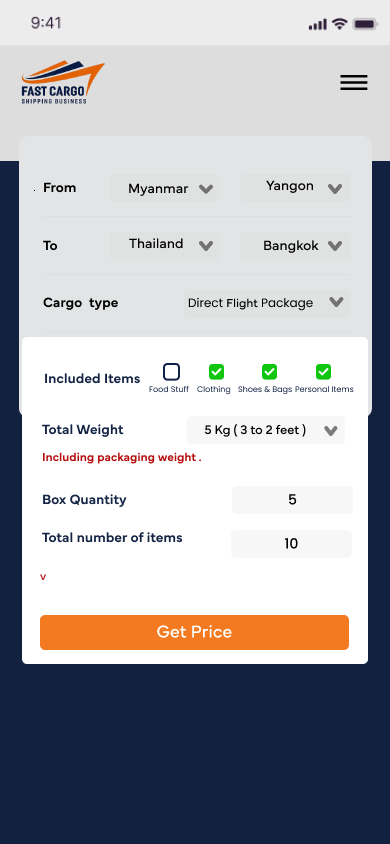 9:41
FAST CARGO
SHIPPING BUSINESS
. From Myanmar Yangon
To Thailand Bangkok
Cargo type Direct Flight Package
Included Items
Food Stuff Clothing Shoes & Bags Personal Items
Total Weight 5 Kg ( 3 to 2 feet )
Including packaging weight .
Box Quantity 5
Total number of items 10
v
Get Price